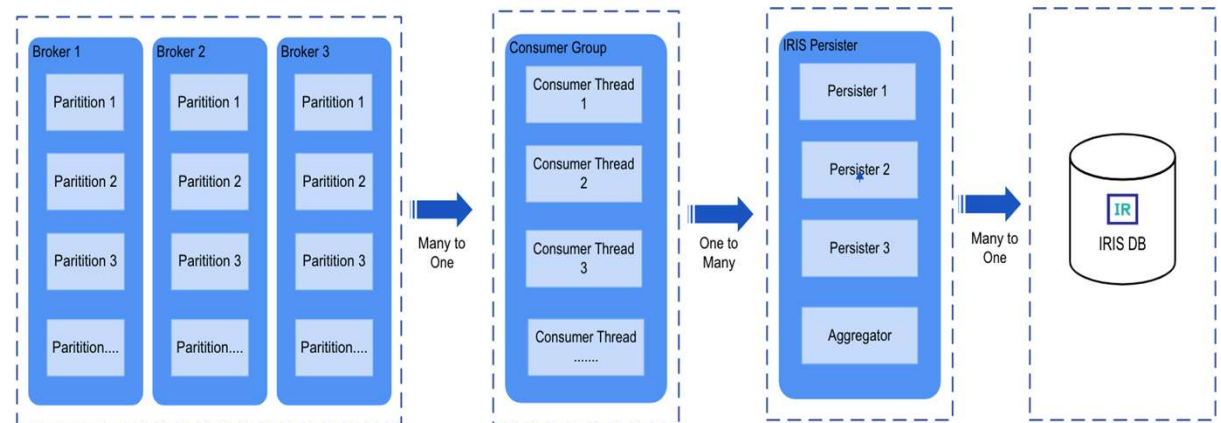 Broker 1
Paritition 1
Paritition 2
Paritition 3
Paritition....
Broker 2
Paritition 1
Paritition 2
Paritition 3
Paritition....
Broker 3
Paritition 1
Paritition 2
Paritition 3
Paritition....
Many to
One
Consumer Group
Consumer Thread
1
Consumer Thread
2
Consumer Thread
3
Consumer Thread
.......
One to
Many
IRIS Persister
Persister 1
Persister 2
Persister 3
Aggregator
Many to
One
IR
IRIS DB